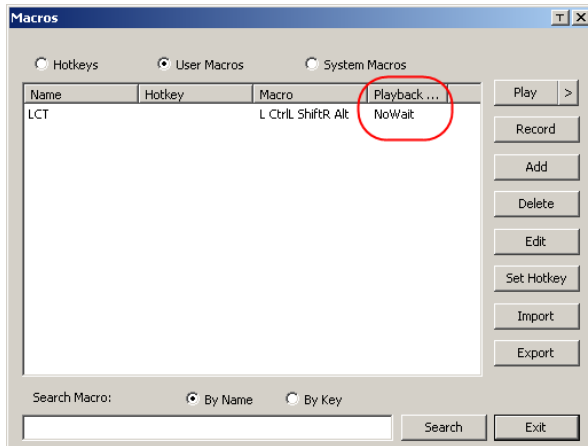 Macros
Hotkeys User Macros System Macros
Name Hotkey Macro Playback ... Play >
LCT L CtrlL ShiftR Alt NoWait
Record
Add
Delete
Edit
Set Hotkey
Import
Export
Search Macro: By Name By Key
Search Exit